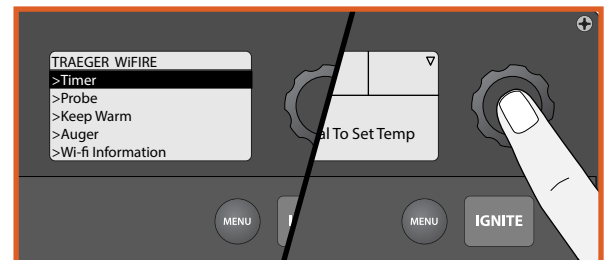 TRAEGER WiFIRE
>Timer
>Probe
>Keep Warm
>Auger
>Wi-fi Information
MENU
I
al To Set Temp
MENU
IGNITE